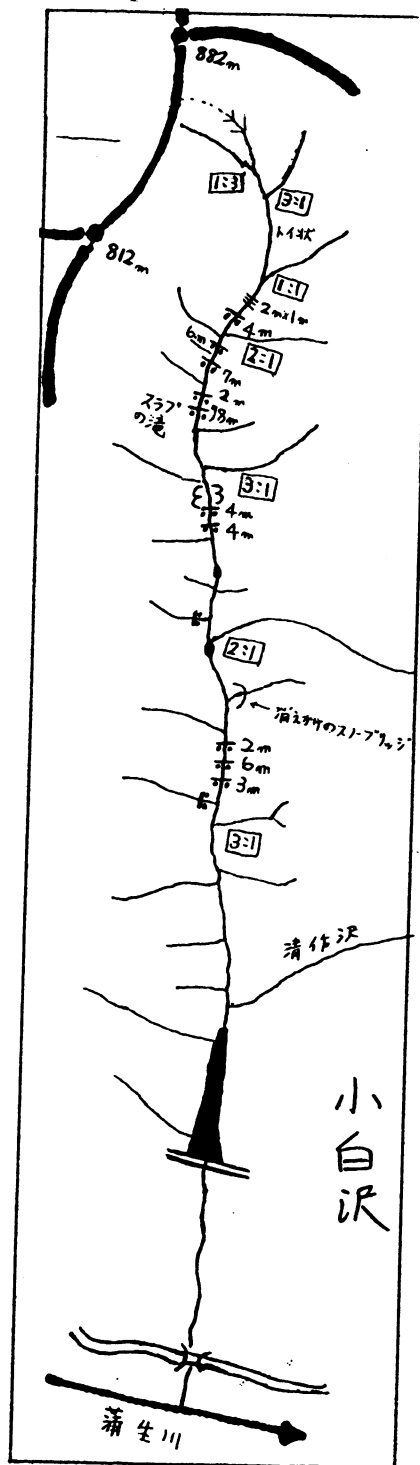 882m
1:3
3:1
トイ状
812m
1:1
2m×1m
4m
6m
2:1
7m
2m
スラブの滝
98m
3:1
4m
4m
2:1
消えかけのスノーブリッジ
2m
6m
3m
3:1
清作沢
小白沢
蒲生川